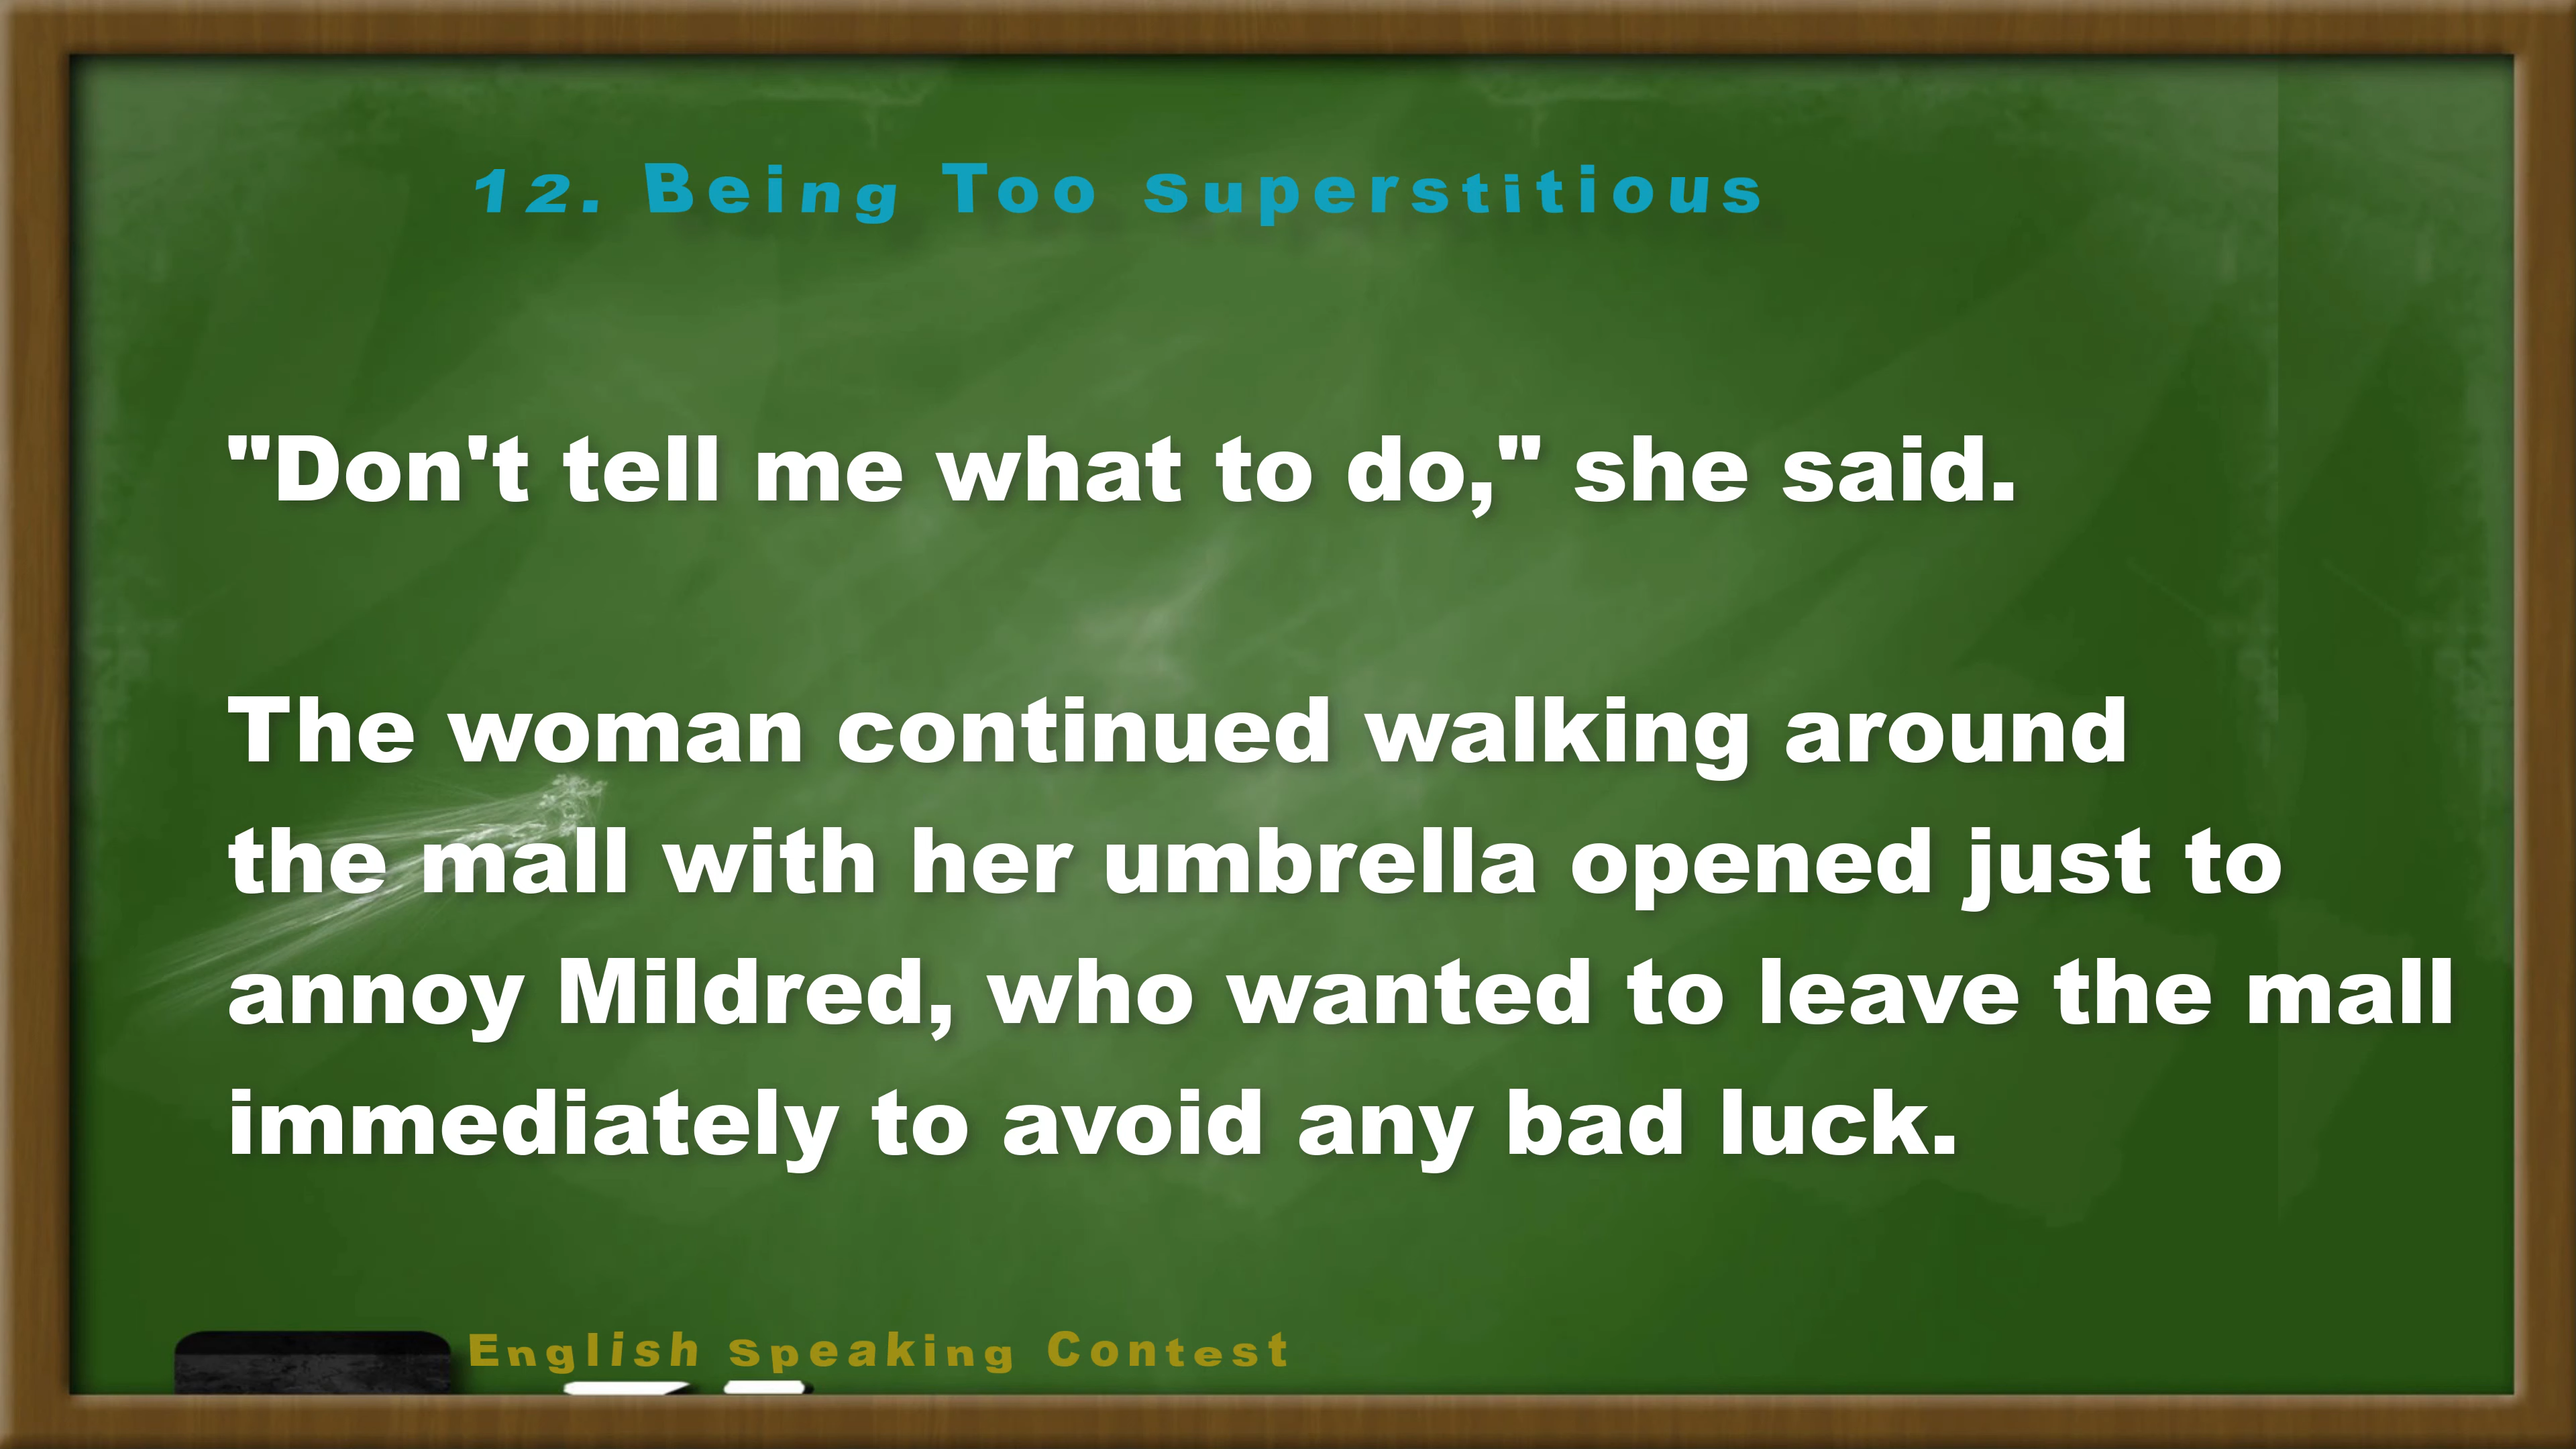 12. Being Too Superstitious
"Don't tell me what to do," she said.
The woman continued walking around
the mall with her umbrella opened just to
annoy Mildred, who wanted to leave the mall
immediately to avoid any bad luck.
English Speaking Contest